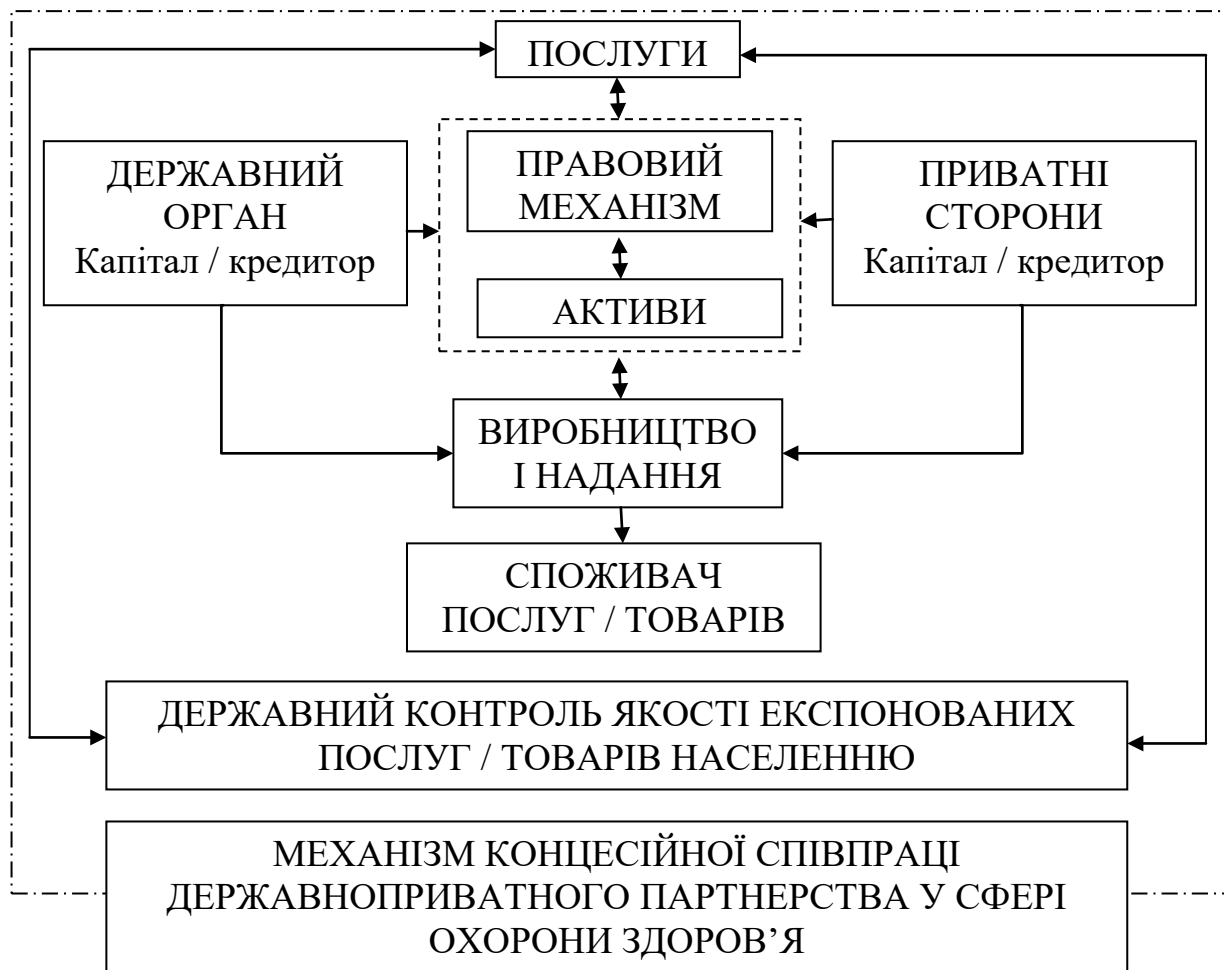 ПОСЛУГИ
ДЕРЖАВНИЙ
ОРГАН
Капітал / кредитор
ПРАВОВИЙ
МЕХАНІЗМ
АКТИВИ
ПРИВАТНІ
СТОРОНИ
Капітал / кредитор
ВИРОБНИЦТВО
І НАДАННЯ
СПОЖИВАЧ
ПОСЛУГ / ТОВАРІВ
ДЕРЖАВНИЙ КОНТРОЛЬ ЯКОСТІ ЕКСПОНОВАНИХ
ПОСЛУГ / ТОВАРІВ НАСЕЛЕННЮ
МЕХАНІЗМ КОНЦЕСІЙНОЇ СПІВПРАЦІ
ДЕРЖАВНОПРИВАТНОГО ПАРТНЕРСТВА У СФЕРІ
ОХОРОНИ ЗДОРОВ’Я